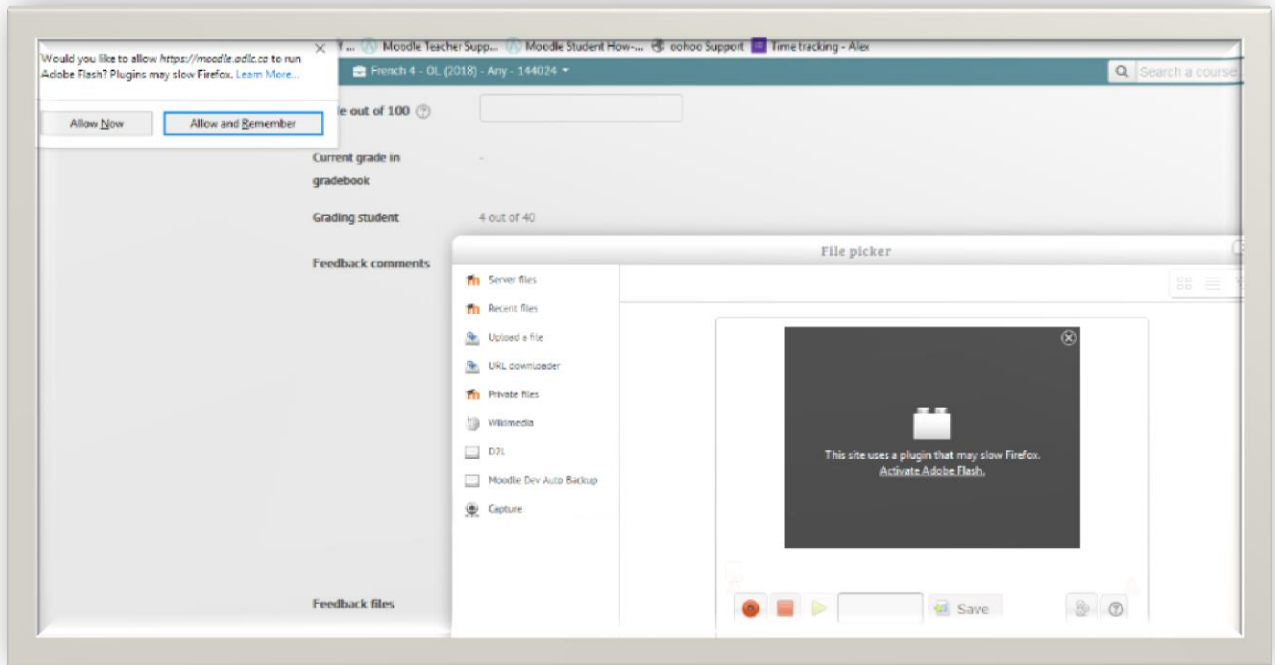 Would you like to allow https://moodle.adlc.ca to run
Adobe Flash? Plugins may slow Firefox. Learn More...
Allow Now
Allow and Remember
Moodle Teacher Supp...
Moodle Student How-...
oohoo Support
Time tracking - Alex
French 4 - OL (2018) - Any - 144024
Search a course
e out of 100
Current grade in
gradebook
-
Grading student
4 out of 40
Feedback comments
Feedback files
File picker
Server files
Recent files
Upload a file
URL downloader
Private files
Wikimedia
Moodle Dev Auto Backup
Capture
This site uses a plugin that may slow Firefox.
Activate Adobe Flash.
Save